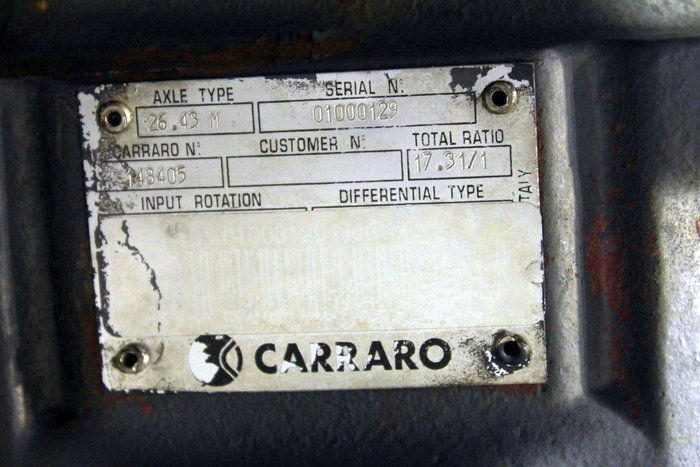 AXLE TYPE SERIAL N:
26.43 M 01000129
CARRARO N° CUSTOMER N: TOTAL RATIO
148405 17.31/1
INPUT ROTATION DIFFERENTIAL TYPE
ITALY
01000129
CARRARO